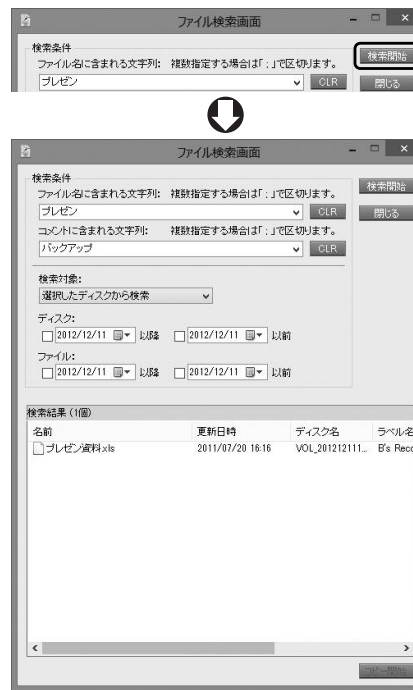 ファイル検索画面
検索条件
ファイル名に含まれる文字列: 複数指定する場合は「;」で区切ります。
検索開始
プレゼン
CLR
閉じる
ファイル検索画面
検索条件
ファイル名に含まれる文字列: 複数指定する場合は「;」で区切ります。
検索開始
プレゼン
CLR
閉じる
コメントに含まれる文字列: 複数指定する場合は「;」で区切ります。
バックアップ
CLR
検索対象:
選択したディスクから検索
ディスク:
2012/12/11 以降 2012/12/11 以前
ファイル:
2012/12/11 以降 2012/12/11 以前
検索結果 (1個)
名前 更新日時 ディスク名 ラベル名
プレゼン資料.xls 2011/07/20 16:16 VOL_201212111... B's Reco
コピー開始